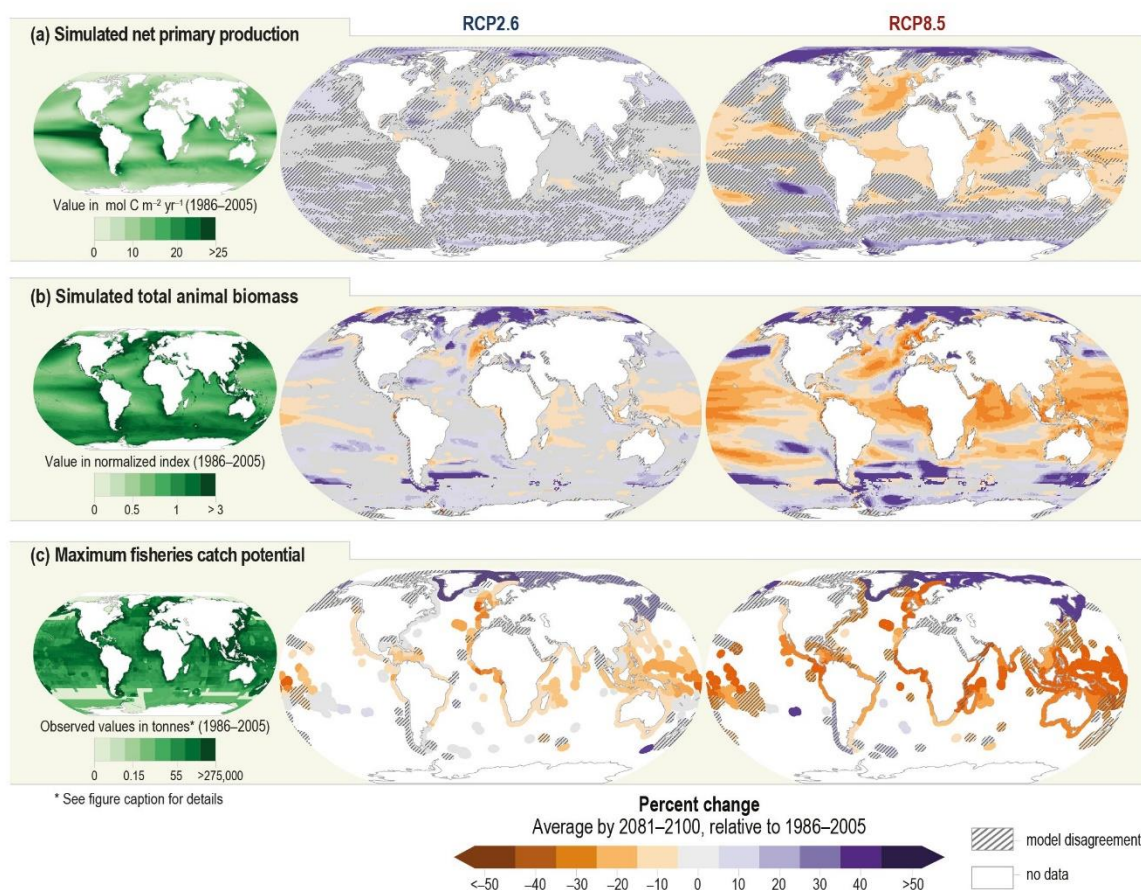 RCP2.6
RCP8.5
(a) Simulated net primary production
Value in mol C m⁻² yr⁻¹ (1986–2005)
0 10 20 >25
(b) Simulated total animal biomass
Value in normalized index (1986–2005)
0 0.5 1 > 3
(c) Maximum fisheries catch potential
Observed values in tonnes* (1986–2005)
0 0.15 55 >275,000
* See figure caption for details
Percent change
Average by 2081–2100, relative to 1986–2005
<–50 –40 –30 –20 –10 0 10 20 30 40 >50
model disagreement
no data